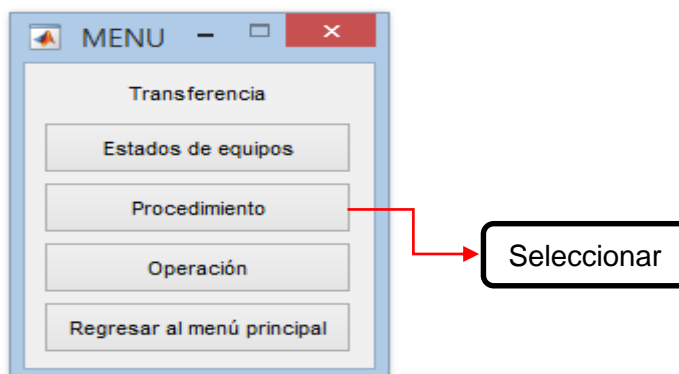 MENU
Transferencia
Estados de equipos
Procedimiento
Operación
Regresar al menú principal
Seleccionar